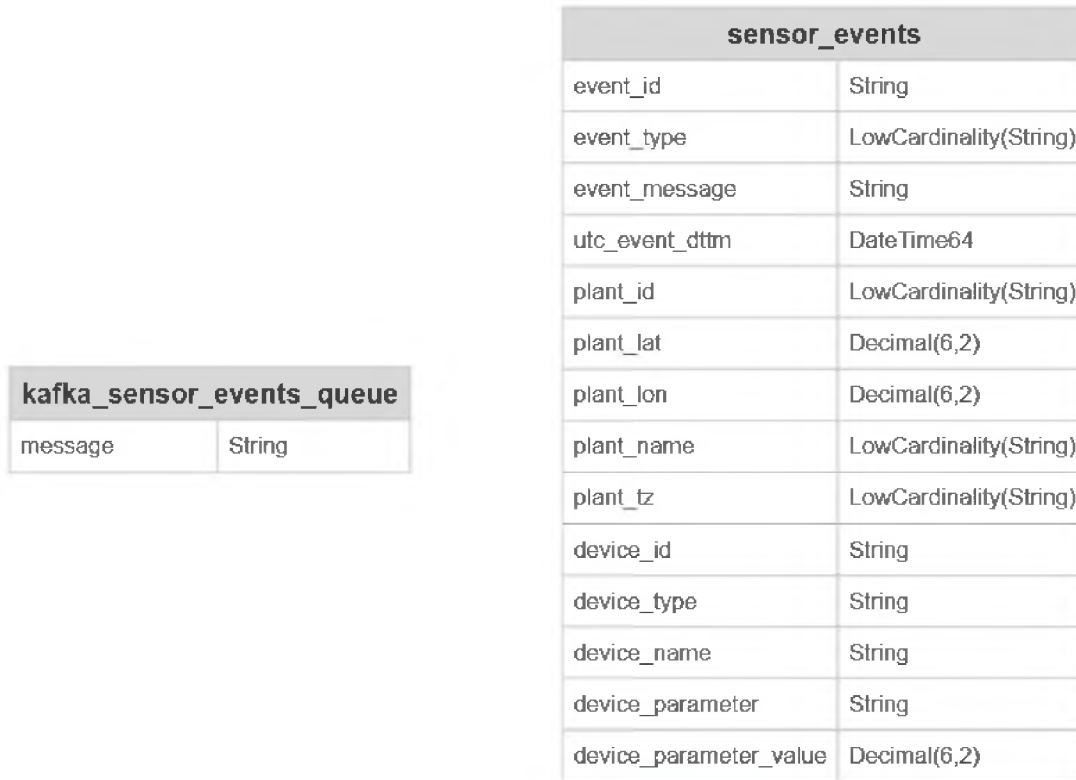 kafka_sensor_events_queue
message String
sensor_events
event_id String
event_type LowCardinality(String)
event_message String
utc_event_dttm DateTime64
plant_id LowCardinality(String)
plant_lat Decimal(6,2)
plant_lon Decimal(6,2)
plant_name LowCardinality(String)
plant_tz LowCardinality(String)
device_id String
device_type String
device_name String
device_parameter String
device_parameter_value Decimal(6,2)